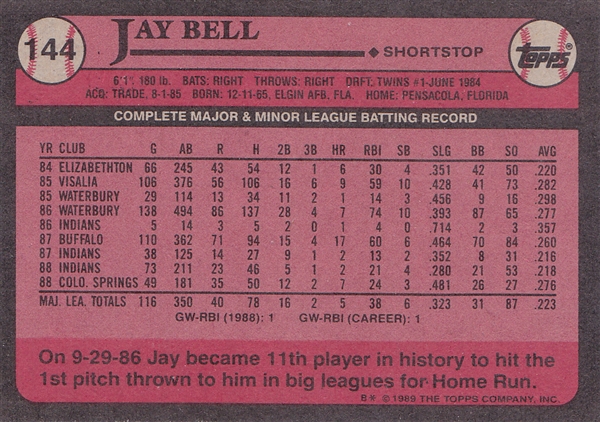 144
JAY BELL
SHORTSTOP
TOPPS®
6'1" 180 lb. BATS: RIGHT THROWS: RIGHT DRFT: TWINS #1-JUNE 1984
ACQ: TRADE, 8-1-85 BORN: 12-11-65, ELGIN AFB, FLA. HOME: PENSACOLA, FLORIDA
COMPLETE MAJOR & MINOR LEAGUE BATTING RECORD
YR CLUB G AB R H 2B 3B HR RBI SB SLG BB SO AVG
84 ELIZABETHTON 66 245 43 54 12 1 6 30 4 .351 42 50 .220
85 VISALIA 106 376 56 106 16 6 9 59 10 .428 41 73 .282
85 WATERBURY 29 114 13 34 11 2 1 14 3 .456 9 16 .298
86 WATERBURY 138 494 86 137 28 4 7 74 10 .393 87 65 .277
86 INDIANS 5 14 3 5 2 0 1 4 0 .714 2 3 .357
87 BUFFALO 110 362 71 94 15 4 17 60 6 .464 70 84 .260
87 INDIANS 38 125 14 27 9 1 2 13 2 .352 8 31 .216
88 INDIANS 73 211 23 46 5 1 2 21 4 .280 21 53 .218
88 COLO. SPRINGS 49 181 35 50 12 2 7 24 3 .481 26 27 .276
MAJ. LEA. TOTALS 116 350 40 78 16 2 5 38 6 .323 31 87 .223
GW-RBI (1988): 1 GW-RBI (CAREER): 1
On 9-29-86 Jay became 11th player in history to hit the
1st pitch thrown to him in big leagues for Home Run.
B* © 1989 THE TOPPS COMPANY, INC.